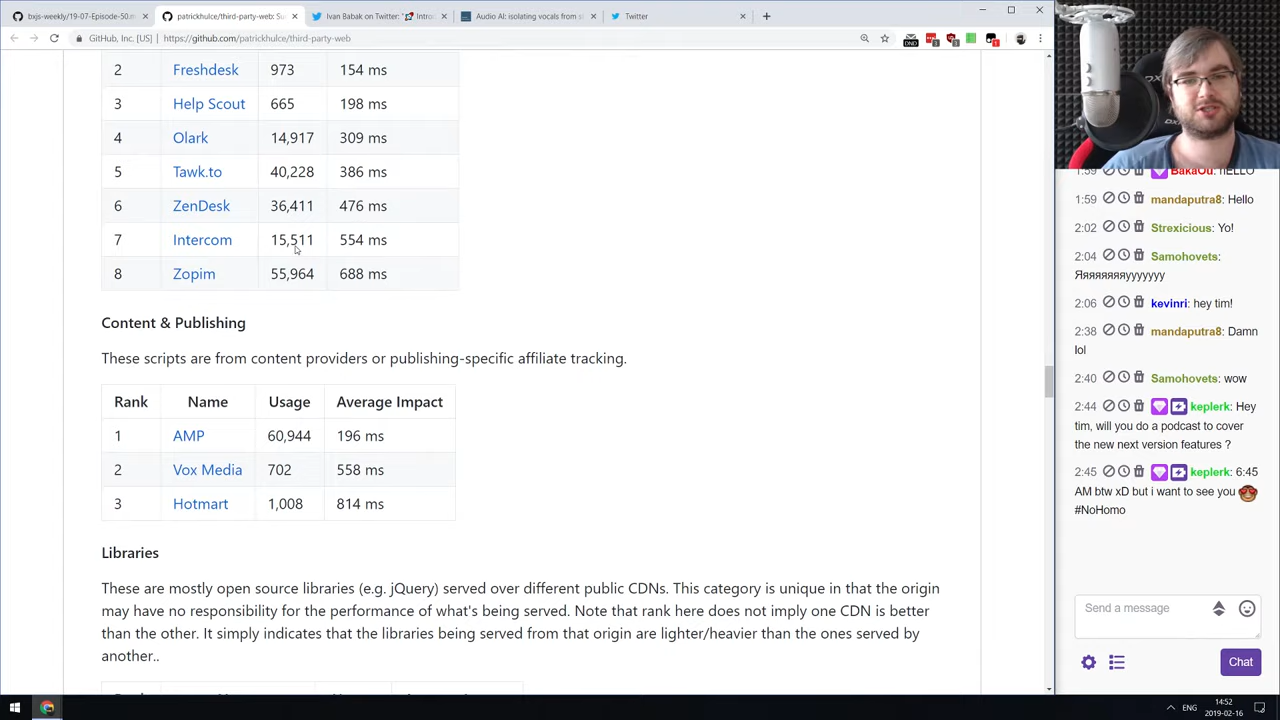 bxjs-weekly/19-07-Episode-50.m
patrickhulce/third-party-web: Su
Ivan Babak on Twitter: "🚀 Intro
Audio AI: isolating vocals from s
Twitter
GitHub, Inc. [US] | https://github.com/patrickhulce/third-party-web
DND
2 Freshdesk 973 154 ms
3 Help Scout 665 198 ms
4 Olark 14,917 309 ms
5 Tawk.to 40,228 386 ms
6 ZenDesk 36,411 476 ms
7 Intercom 15,511 554 ms
8 Zopim 55,964 688 ms
Content & Publishing
These scripts are from content providers or publishing-specific affiliate tracking.
Rank Name Usage Average Impact
1 AMP 60,944 196 ms
2 Vox Media 702 558 ms
3 Hotmart 1,008 814 ms
Libraries
These are mostly open source libraries (e.g. jQuery) served over different public CDNs. This category is unique in that the origin
may have no responsibility for the performance of what's being served. Note that rank here does not imply one CDN is better
than the other. It simply indicates that the libraries being served from that origin are lighter/heavier than the ones served by
another..
1:59 BakaOu: hELLO
1:59 mandaputra8: Hello
2:02 Strexicious: Yo!
2:04 Samohovets:
Яяяяяяяяууууууу
2:06 kevinri: hey tim!
2:38 mandaputra8: Damn
lol
2:40 Samohovets: wow
2:44 keplerk: Hey
tim, will you do a podcast to cover
the new next version features ?
2:45 keplerk: 6:45
AM btw xD but i want to see you
#NoHomo
Send a message
Chat
ENG
14:52
2019-02-16